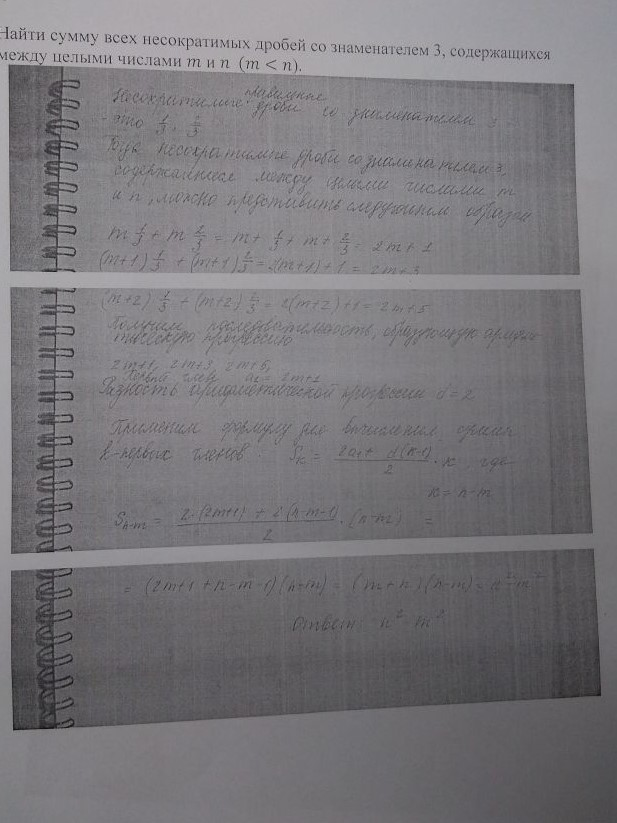 Найти сумму всех несократимых дробей со знаменателем 3, содержащихся
между целыми числами m и n (m < n).
правильные
Несократимые дроби со знаменателем 3
это 1/3, 2/3
несократимые дроби со знаменателем 3,
содержащиеся между целыми числами m
и n, можно представить следующим образом
m 1/3 + m 2/3 = m + 1/3 + m + 2/3 = 2m + 1
(m+1) 1/3 + (m+1) 2/3 = 2(m+1) + 1 = 2m+3
(m+2) 1/3 + (m+2) 2/3 = 2(m+2) + 1 = 2m+5
Получим последовательность, образующую арифме-
тическую прогрессию
2m+1, 2m+3, 2m+5,
Первый член a₁ = 2m+1
Разность арифметической прогрессии d = 2
Применим формулу для вычисления суммы
k-первых членов: Sk = (2a₁ + d(k-1))/2 · k где
k = n-m
Sn-m = (2·(2m+1) + 2(n-m-1))/2 · (n-m) =
= (2m+1+n-m-1)(n-m) = (m+n)(n-m) = n²-m²
Ответ: n² - m²